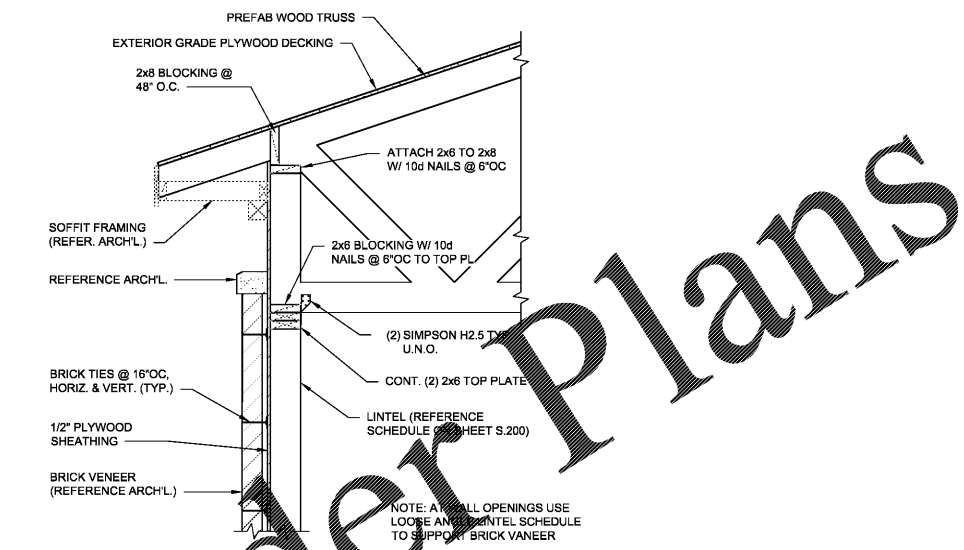 PREFAB WOOD TRUSS
EXTERIOR GRADE PLYWOOD DECKING
2x8 BLOCKING @
48" O.C.
ATTACH 2x6 TO 2x8
W/ 10d NAILS @ 6"OC
SOFFIT FRAMING
(REFER. ARCH'L.)
2x6 BLOCKING W/ 10d
NAILS @ 6"OC TO TOP PL
REFERENCE ARCH'L.
(2) SIMPSON H2.5 TYP
U.N.O.
BRICK TIES @ 16"OC,
HORIZ. & VERT. (TYP.)
CONT. (2) 2x6 TOP PLATE
LINTEL (REFERENCE
SCHEDULE ON SHEET S.200)
1/2" PLYWOOD
SHEATHING
BRICK VENEER
(REFERENCE ARCH'L.)
NOTE: AT WALL OPENINGS USE
LOOSE ANGLE LINTEL SCHEDULE
TO SUPPORT BRICK VANEER
der Plans